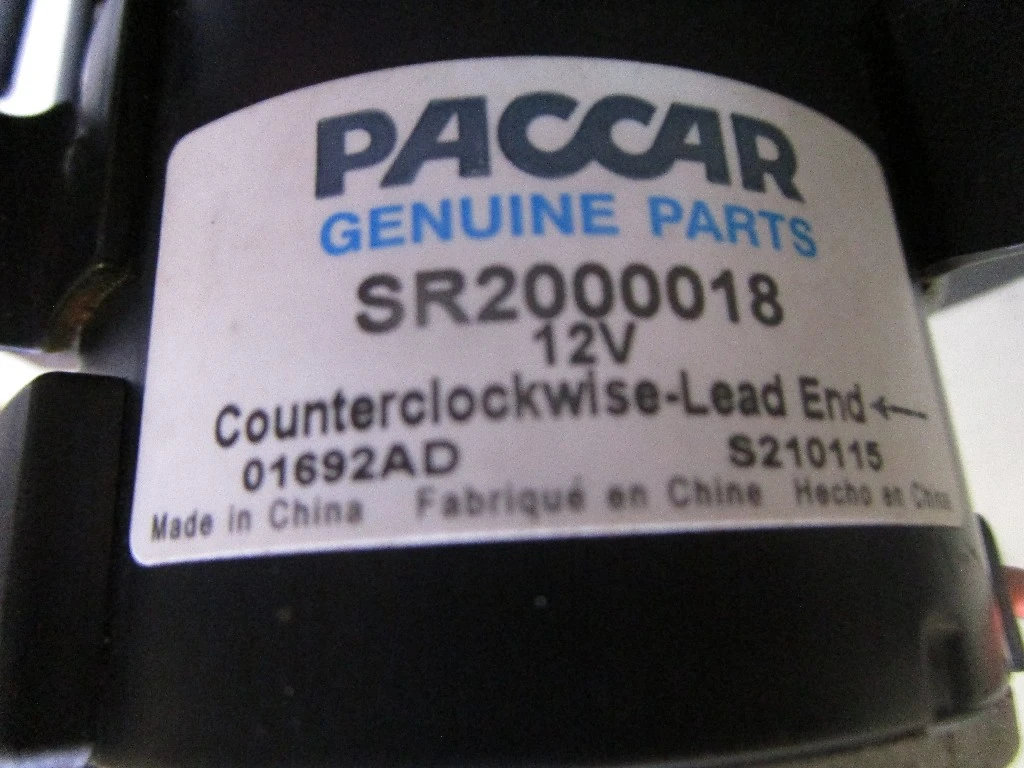 PACCAR
GENUINE PARTS
SR2000018
12V
Counterclockwise-Lead End←
01692AD S210115
Made in China Fabriqué en Chine Hecho en China